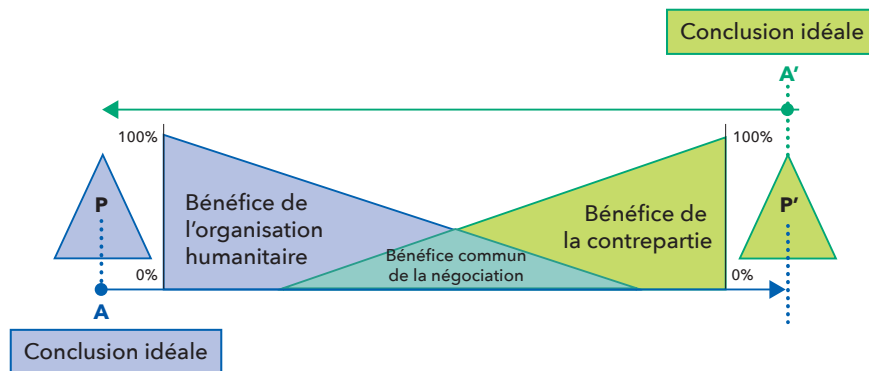 Conclusion idéale
A’
100%
100%
P
Bénéfice de
l’organisation
humanitaire
Bénéfice de
la contrepartie
P’
Bénéfice commun
de la négociation
0%
0%
A
Conclusion idéale